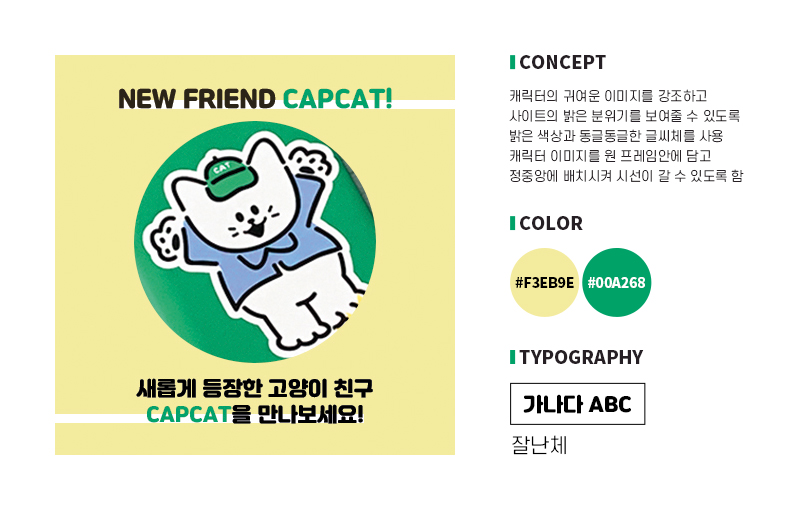 NEW FRIEND CAPCAT!
CAT
새롭게 등장한 고양이 친구
CAPCAT을 만나보세요!
CONCEPT
캐릭터의 귀여운 이미지를 강조하고
사이트의 밝은 분위기를 보여줄 수 있도록
밝은 색상과 동글동글한 글씨체를 사용
캐릭터 이미지를 원 프레임안에 담고
정중앙에 배치시켜 시선이 갈 수 있도록 함
COLOR
#F3EB9E #00A268
TYPOGRAPHY
가나다 ABC
잘난체